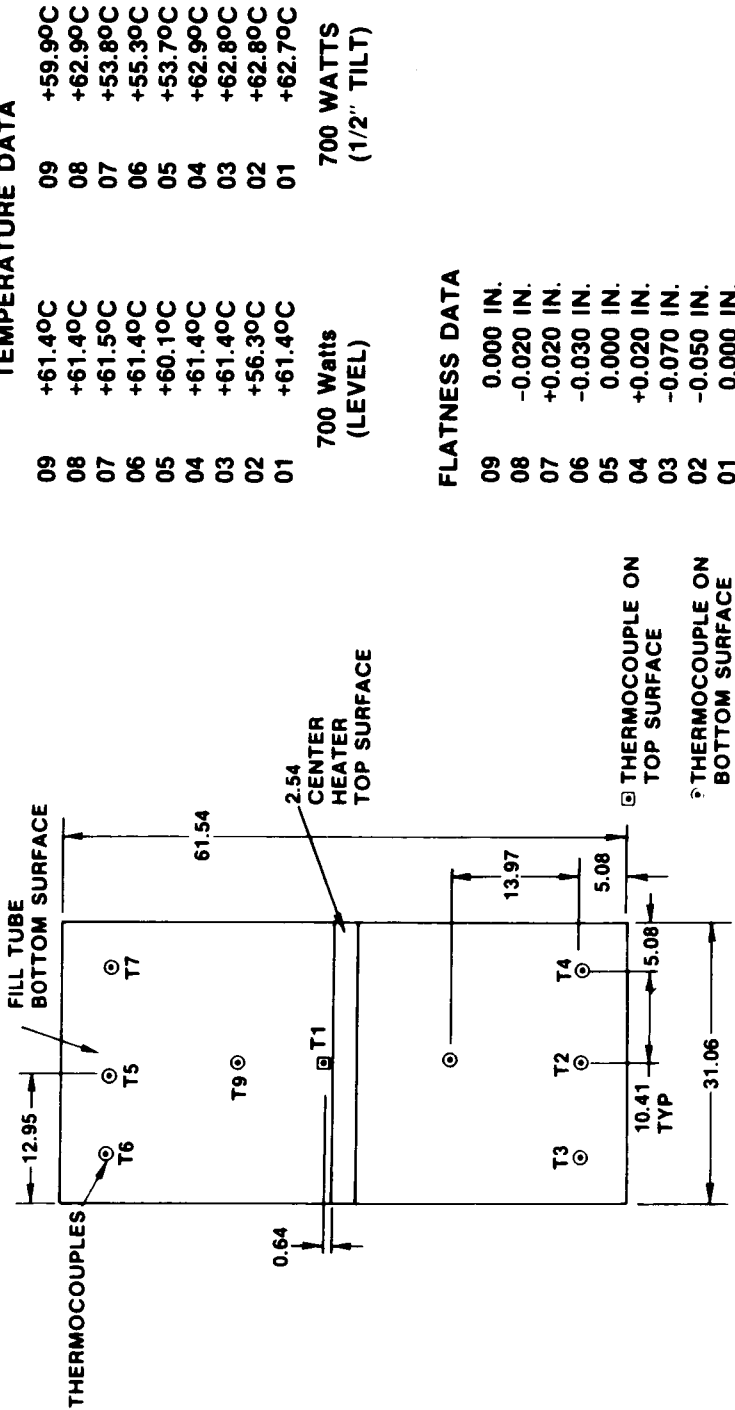 TEMPERATURE DATA
09 +61.4ºC
08 +61.4ºC
07 +61.5ºC
06 +61.4ºC
05 +60.1ºC
04 +61.4ºC
03 +61.4ºC
02 +56.3ºC
01 +61.4ºC
700 Watts
(LEVEL)
09 +59.9ºC
08 +62.9ºC
07 +53.8ºC
06 +55.3ºC
05 +53.7ºC
04 +62.9ºC
03 +62.8ºC
02 +62.8ºC
01 +62.7ºC
700 WATTS
(1/2" TILT)
FLATNESS DATA
09 0.000 IN.
08 -0.020 IN.
07 +0.020 IN.
06 -0.030 IN.
05 0.000 IN.
04 +0.020 IN.
03 -0.070 IN.
02 -0.050 IN.
01 0.000 IN.
FILL TUBE
BOTTOM SURFACE
12.95
THERMOCOUPLES
T6
T5
T7
T9
T1
0.64
61.54
2.54
CENTER
HEATER
TOP SURFACE
13.97
5.08
T3
T2
T4
5.08
10.41
TYP
31.06
THERMOCOUPLE ON
TOP SURFACE
THERMOCOUPLE ON
BOTTOM SURFACE